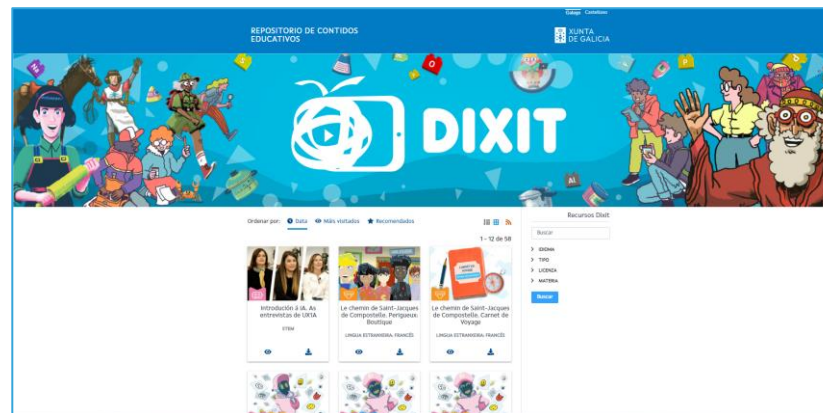 Galego Castellano
REPOSITORIO DE CONTIDOS
EDUCATIVOS
XUNTA
DE GALICIA
DIXIT
Ordenar por: Data Máis visitados Recomendados
1 - 12 de 58
Introdución á IA. As
entrevistas de UXÍA
STEM
Le chemin de Saint-Jacques
de Compostelle. Perigueux:
Boutique
LINGUA ESTRANXEIRA: FRANCÉS
Le chemin de Saint-Jacques
de Compostelle. Carnet de
Voyage
LINGUA ESTRANXEIRA: FRANCÉS
Recursos Dixit
Buscar
IDIOMA
TIPO
LICENZA
MATERIA
Buscar